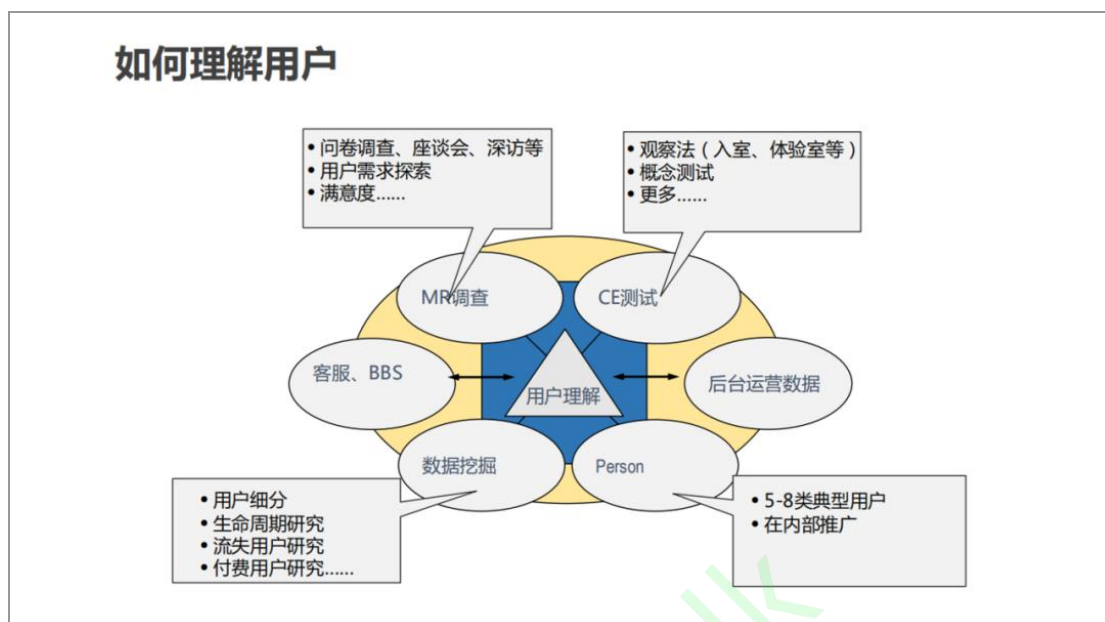 如何理解用户
• 问卷调查、座谈会、深访等
• 用户需求探索
• 满意度......
• 观察法（入室、体验室等）
• 概念测试
• 更多......
MR调查
CE测试
客服、BBS
用户理解
后台运营数据
数据挖掘
Person
• 用户细分
• 生命周期研究
• 流失用户研究
• 付费用户研究......
• 5-8类典型用户
• 在内部推广